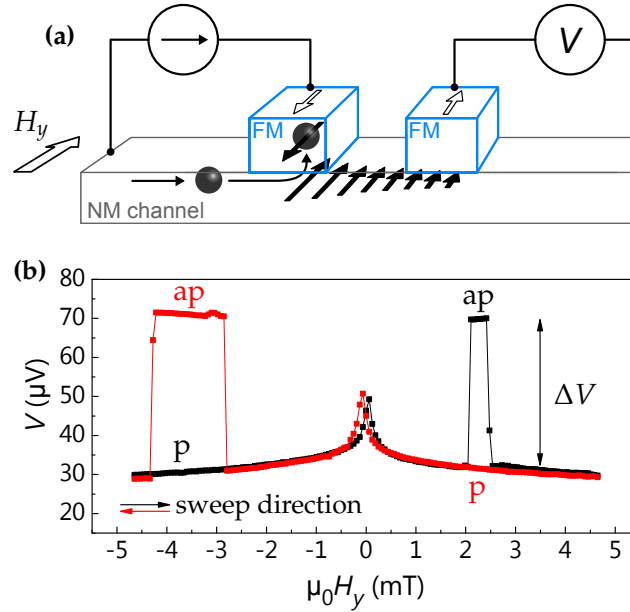 (a)
V
H_y
FM
FM
NM channel
(b)
80
70
60
50
40
30
20
V (μV)
ap
ap
ΔV
p
p
sweep direction
-5 -4 -3 -2 -1 0 1 2 3 4 5
μ₀H_y (mT)